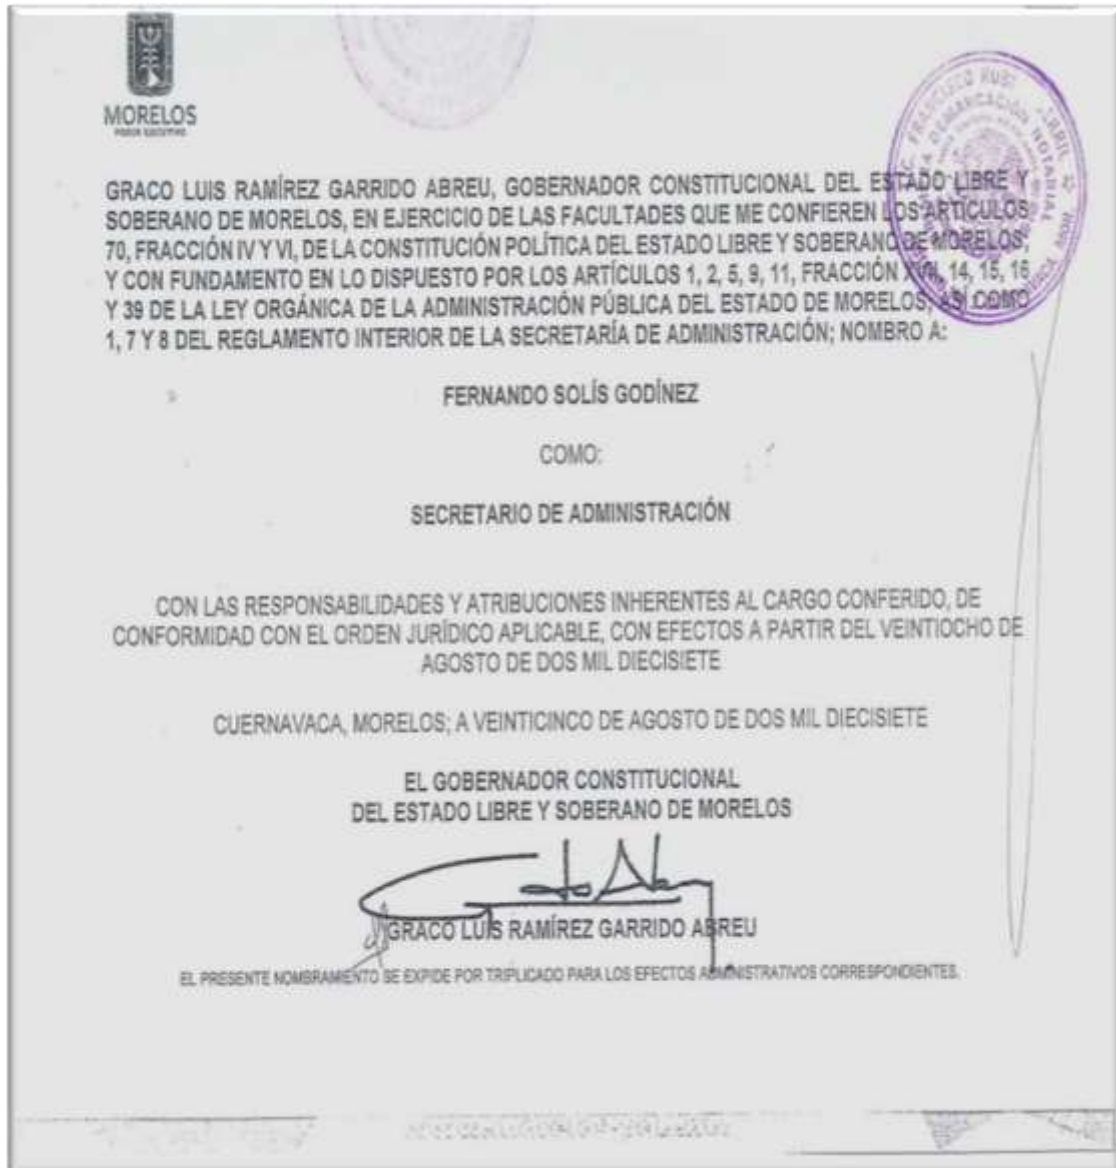 MORELOS
PODER EJECUTIVO
GRACO LUIS RAMÍREZ GARRIDO ABREU, GOBERNADOR CONSTITUCIONAL DEL ESTADO LIBRE Y
SOBERANO DE MORELOS, EN EJERCICIO DE LAS FACULTADES QUE ME CONFIEREN LOS ARTÍCULOS
70, FRACCIÓN IV Y VI, DE LA CONSTITUCIÓN POLÍTICA DEL ESTADO LIBRE Y SOBERANO DE MORELOS;
Y CON FUNDAMENTO EN LO DISPUESTO POR LOS ARTÍCULOS 1, 2, 5, 9, 11, FRACCIÓN XVII, 14, 15, 16
Y 39 DE LA LEY ORGÁNICA DE LA ADMINISTRACIÓN PÚBLICA DEL ESTADO DE MORELOS; ASÍ COMO
1, 7 Y 8 DEL REGLAMENTO INTERIOR DE LA SECRETARÍA DE ADMINISTRACIÓN; NOMBRO A:
FERNANDO SOLÍS GODÍNEZ
COMO:
SECRETARIO DE ADMINISTRACIÓN
CON LAS RESPONSABILIDADES Y ATRIBUCIONES INHERENTES AL CARGO CONFERIDO, DE
CONFORMIDAD CON EL ORDEN JURÍDICO APLICABLE, CON EFECTOS A PARTIR DEL VEINTIOCHO DE
AGOSTO DE DOS MIL DIECISIETE
CUERNAVACA, MORELOS; A VEINTICINCO DE AGOSTO DE DOS MIL DIECISIETE
EL GOBERNADOR CONSTITUCIONAL
DEL ESTADO LIBRE Y SOBERANO DE MORELOS
GRACO LUIS RAMÍREZ GARRIDO ABREU
EL PRESENTE NOMBRAMIENTO SE EXPIDE POR TRIPLICADO PARA LOS EFECTOS ADMINISTRATIVOS CORRESPONDIENTES.
FRANCISCO RUBI
DEMARCACIÓN NOTARIAL